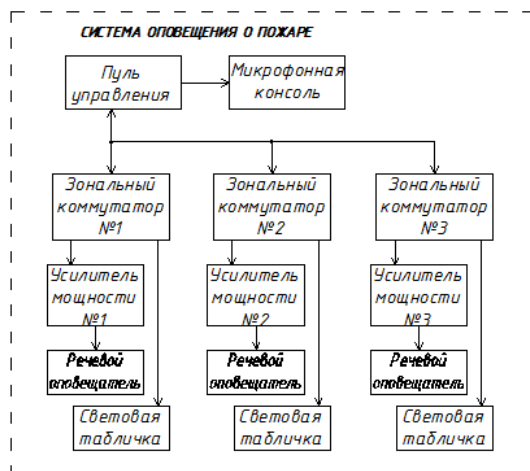 СИСТЕМА ОПОВЕЩЕНИЯ О ПОЖАРЕ
Пуль
управления
Микрофонная
консоль
Зональный
коммутатор
№1
Зональный
коммутатор
№2
Зональный
коммутатор
№3
Усилитель
мощности
№1
Усилитель
мощности
№2
Усилитель
мощности
№3
Речевой
оповещатель
Речевой
оповещатель
Речевой
оповещатель
Световая
табличка
Световая
табличка
Световая
табличка